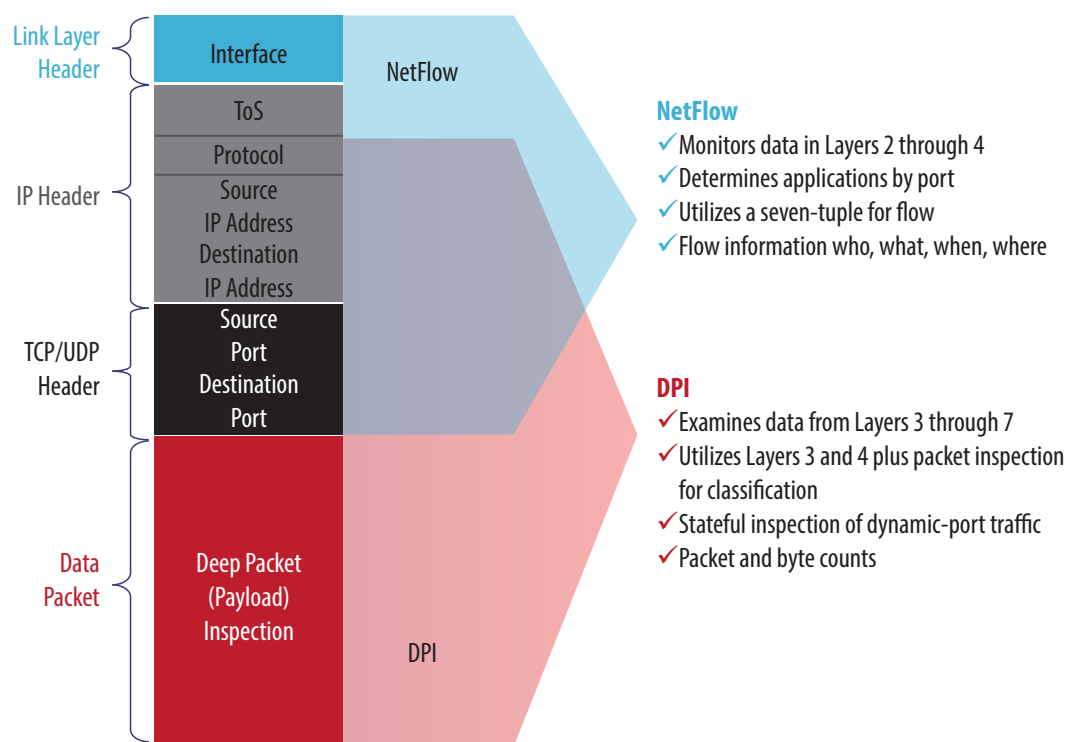 Link Layer
Header
IP Header
TCP/UDP
Header
Data
Packet
Interface
ToS
Protocol
Source
IP Address
Destination
IP Address
Source
Port
Destination
Port
Deep Packet
(Payload)
Inspection
NetFlow
DPI
NetFlow
✓Monitors data in Layers 2 through 4
✓Determines applications by port
✓Utilizes a seven-tuple for flow
✓Flow information who, what, when, where
DPI
✓Examines data from Layers 3 through 7
✓Utilizes Layers 3 and 4 plus packet inspection
for classification
✓Stateful inspection of dynamic-port traffic
✓Packet and byte counts